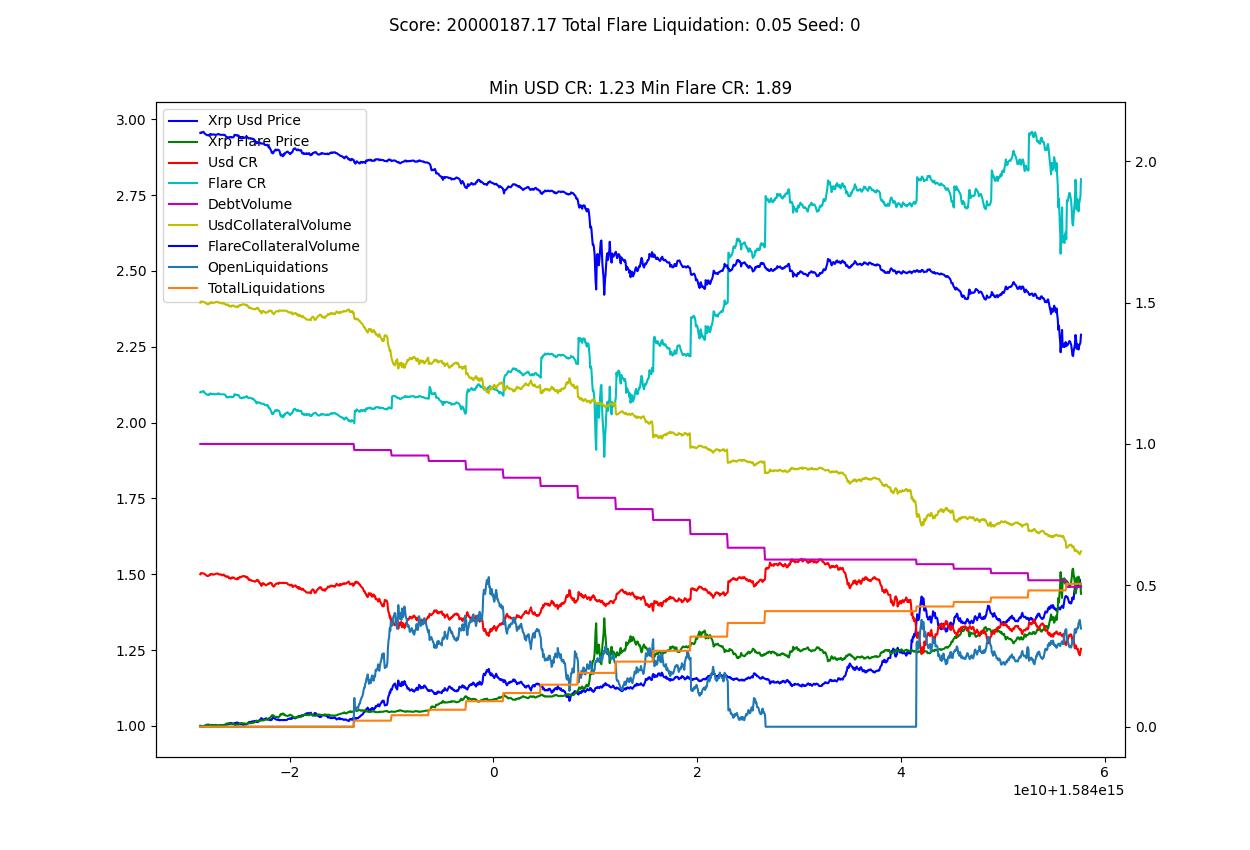 Score: 20000187.17 Total Flare Liquidation: 0.05 Seed: 0
Min USD CR: 1.23 Min Flare CR: 1.89
Xrp Usd Price
Xrp Flare Price
Usd CR
Flare CR
DebtVolume
UsdCollateralVolume
FlareCollateralVolume
OpenLiquidations
TotalLiquidations
3.00
2.75
2.50
2.25
2.00
1.75
1.50
1.25
1.00
2.0
1.5
1.0
0.5
0.0
−2 0 2 4 6
1e10+1.584e15